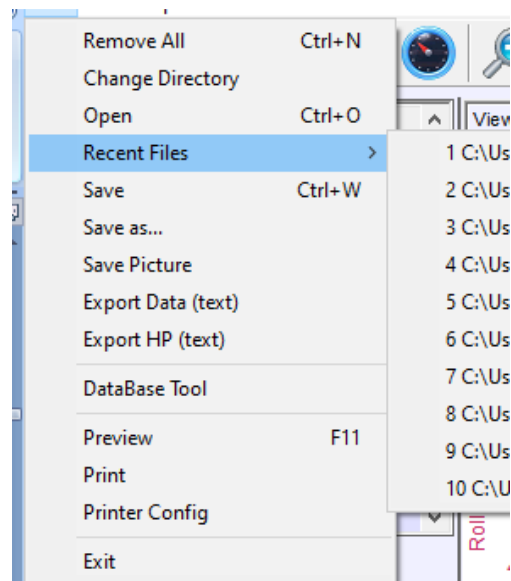 Remove All Ctrl+N
Change Directory
Open Ctrl+O
Recent Files >
Save Ctrl+W
Save as...
Save Picture
Export Data (text)
Export HP (text)
DataBase Tool
Preview F11
Print
Printer Config
Exit
View
1 C:\Us
2 C:\Us
3 C:\Us
4 C:\Us
5 C:\Us
6 C:\Us
7 C:\Us
8 C:\Us
9 C:\Us
10 C:\U
Roll